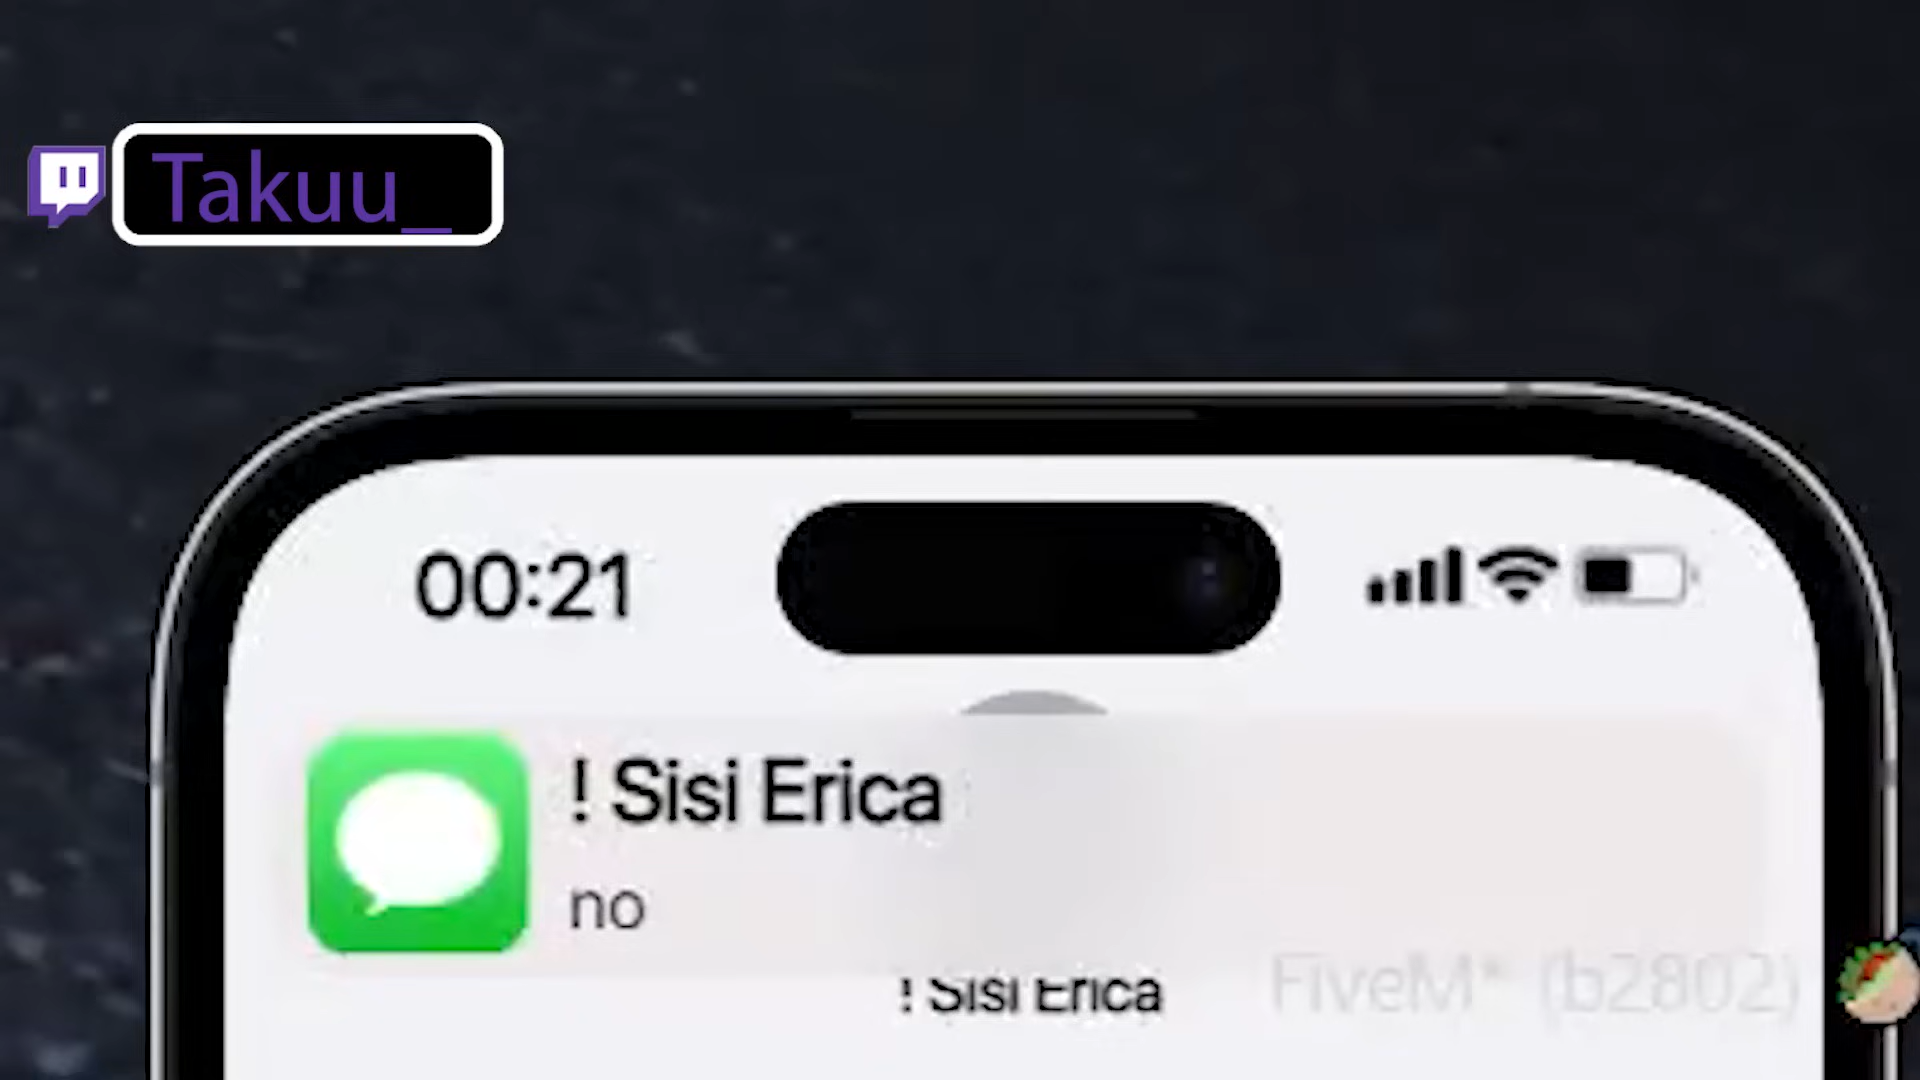 Takuu_
00:21
! Sisi Erica
no
! Sisi Erica
FiveM* (b2802)